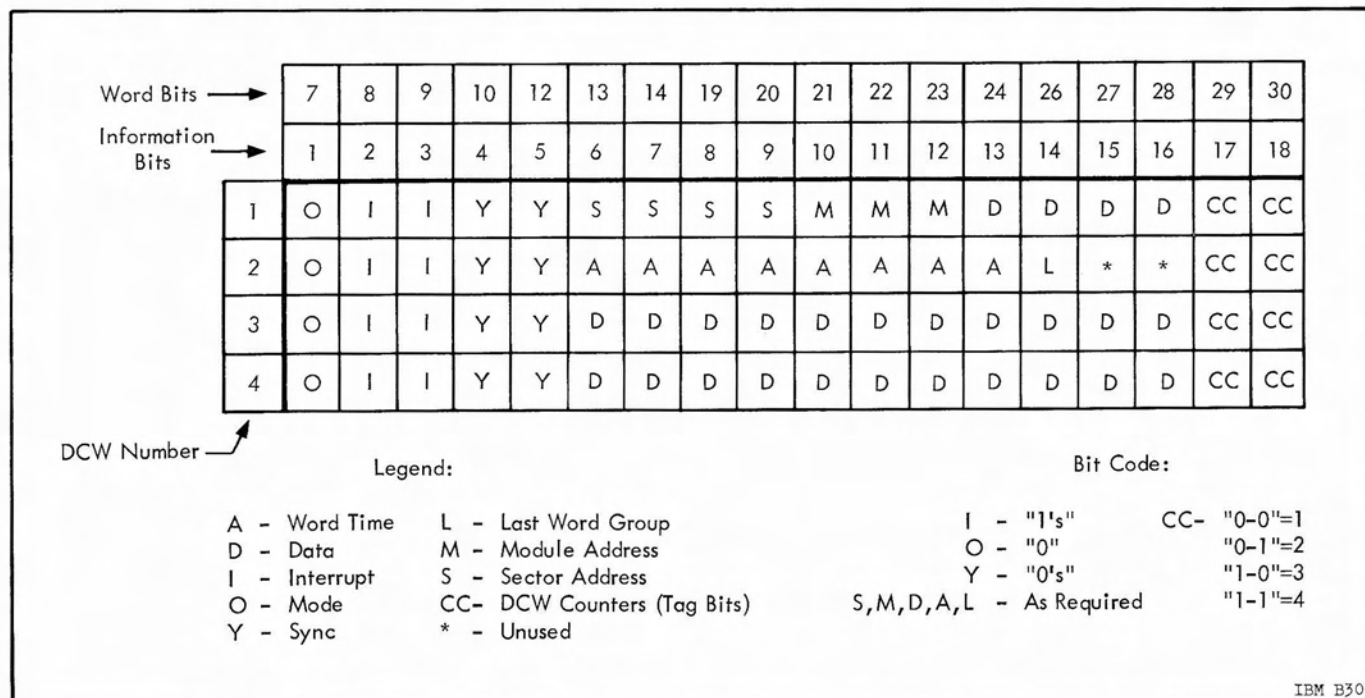 Word Bits 7 8 9 10 12 13 14 19 20 21 22 23 24 26 27 28 29 30
Information
Bits 1 2 3 4 5 6 7 8 9 10 11 12 13 14 15 16 17 18
1 O I I Y Y S S S S M M M D D D D CC CC
2 O I I Y Y A A A A A A A A L * * CC CC
3 O I I Y Y D D D D D D D D D D D CC CC
4 O I I Y Y D D D D D D D D D D D CC CC
DCW Number
Legend:
A - Word Time L - Last Word Group
D - Data M - Module Address
I - Interrupt S - Sector Address
O - Mode CC- DCW Counters (Tag Bits)
Y - Sync * - Unused
Bit Code:
I - "1's" CC- "0-0"=1
O - "0" "0-1"=2
Y - "0's" "1-0"=3
S,M,D,A,L - As Required "1-1"=4
IBM B30